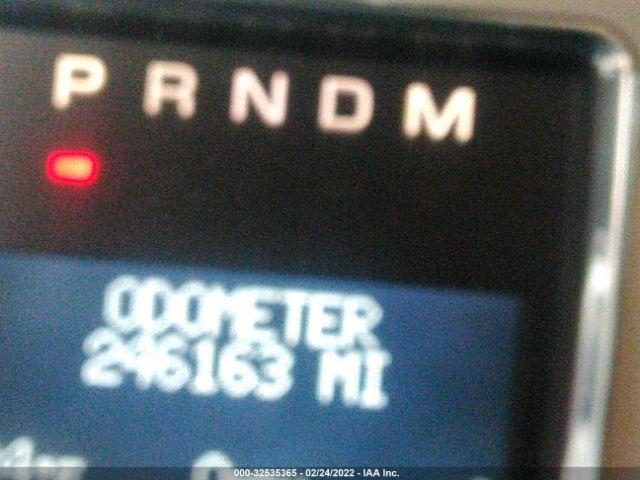 P R N D M
ODOMETER
246163 MI
000-32535365 - 02/24/2022 - IAA Inc.